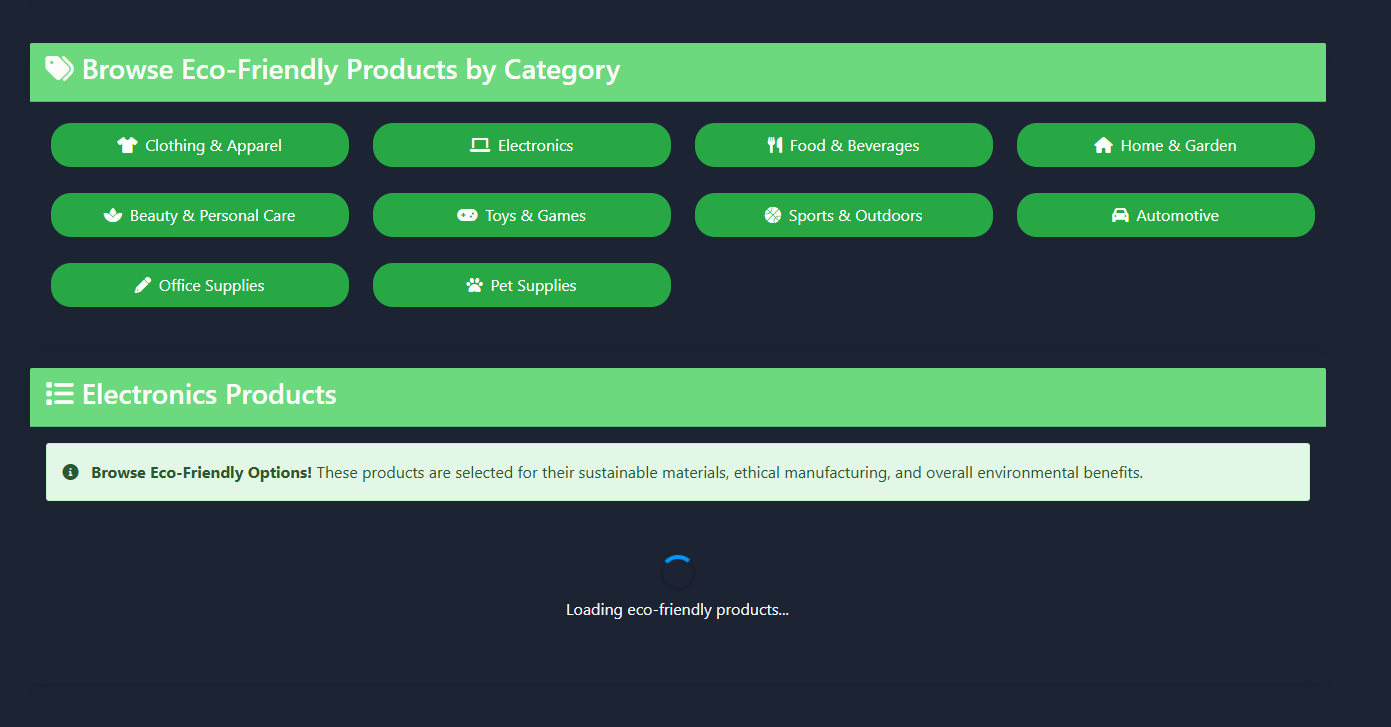 Browse Eco-Friendly Products by Category
Clothing & Apparel
Electronics
Food & Beverages
Home & Garden
Beauty & Personal Care
Toys & Games
Sports & Outdoors
Automotive
Office Supplies
Pet Supplies
Electronics Products
Browse Eco-Friendly Options! These products are selected for their sustainable materials, ethical manufacturing, and overall environmental benefits.
Loading eco-friendly products...